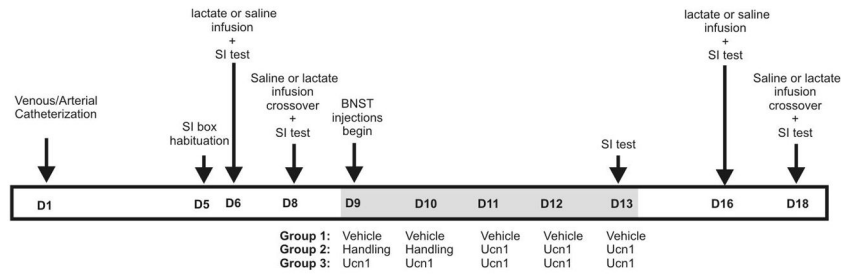 lactate or saline
infusion
+
SI test
Venous/Arterial
Catheterization
SI box
habituation
Saline or lactate
infusion
crossover
+
SI test
BNST
injections
begin
SI test
lactate or saline
infusion
+
SI test
Saline or lactate
infusion
crossover
+
SI test
D1 D5 D6 D8 D9 D10 D11 D12 D13 D16 D18
Group 1: Vehicle Vehicle Vehicle Vehicle Vehicle
Group 2: Handling Handling Ucn1 Ucn1 Ucn1
Group 3: Ucn1 Ucn1 Ucn1 Ucn1 Ucn1